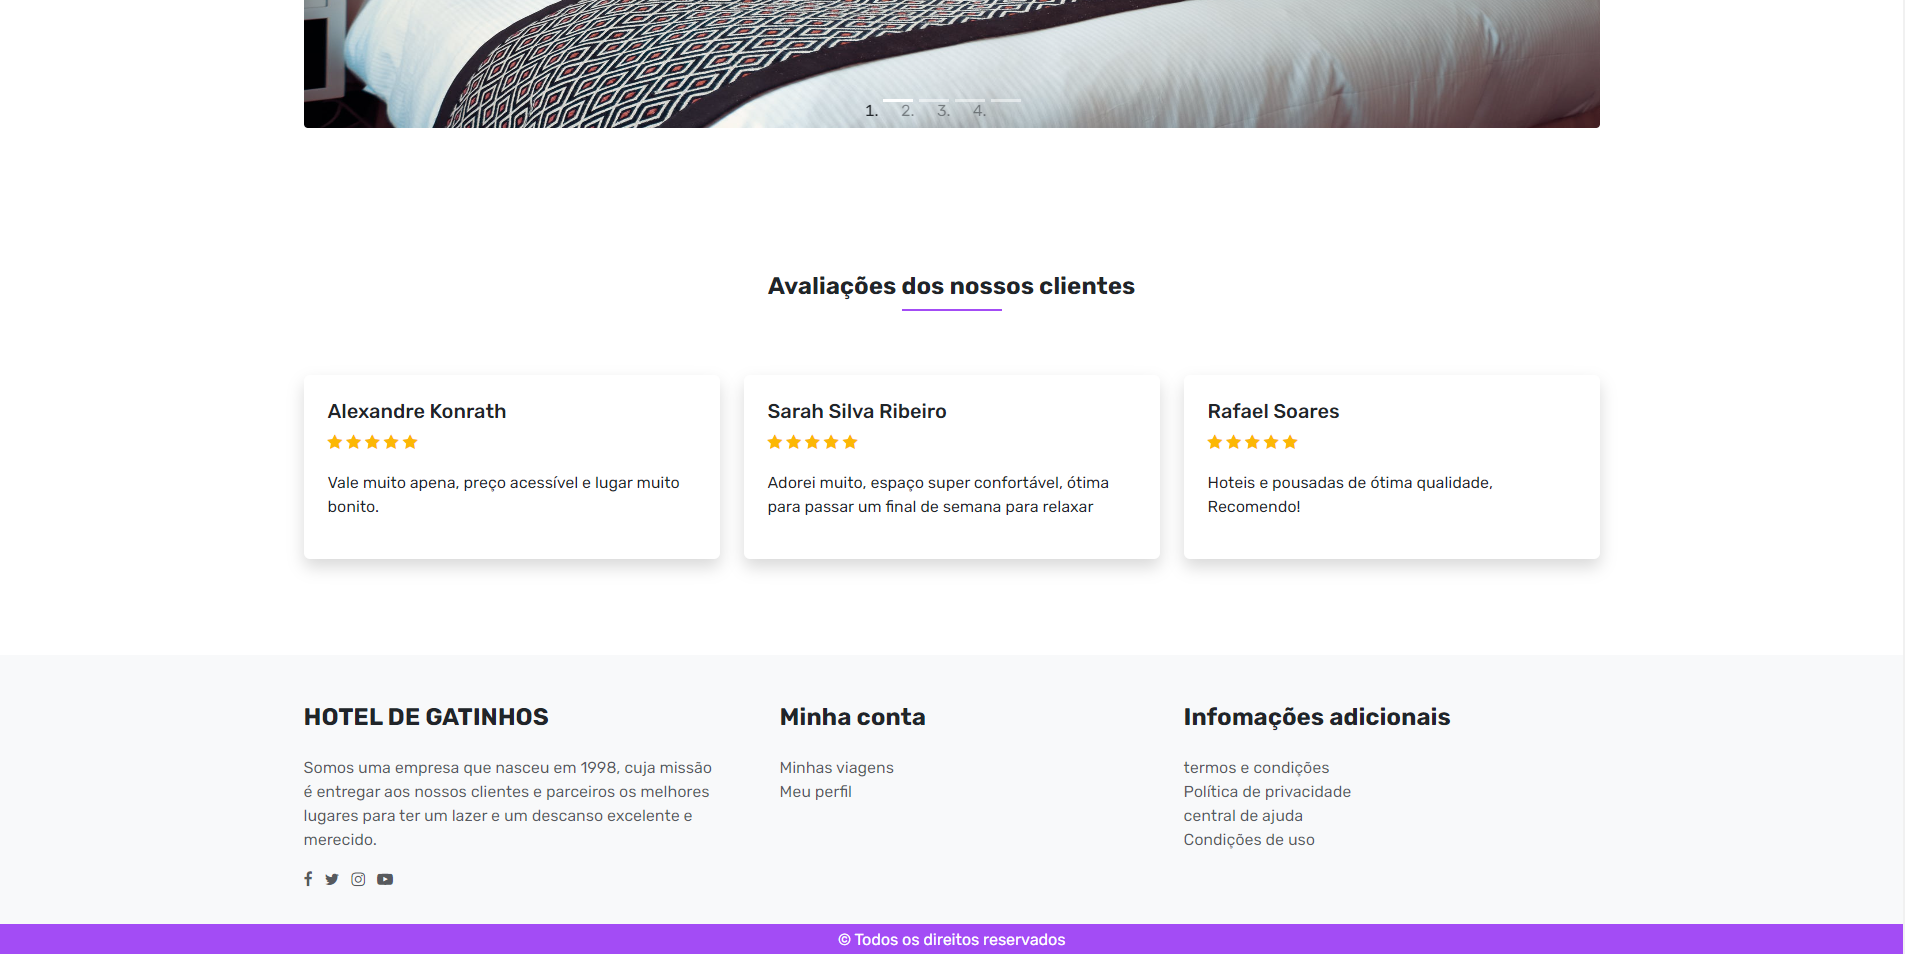 1. 2. 3. 4.
Avaliações dos nossos clientes
Alexandre Konrath
Vale muito apena, preço acessível e lugar muito
bonito.
Sarah Silva Ribeiro
Adorei muito, espaço super confortável, ótima
para passar um final de semana para relaxar
Rafael Soares
Hoteis e pousadas de ótima qualidade,
Recomendo!
HOTEL DE GATINHOS
Somos uma empresa que nasceu em 1998, cuja missão
é entregar aos nossos clientes e parceiros os melhores
lugares para ter um lazer e um descanso excelente e
merecido.
Minha conta
Minhas viagens
Meu perfil
Infomações adicionais
termos e condições
Política de privacidade
central de ajuda
Condições de uso
© Todos os direitos reservados